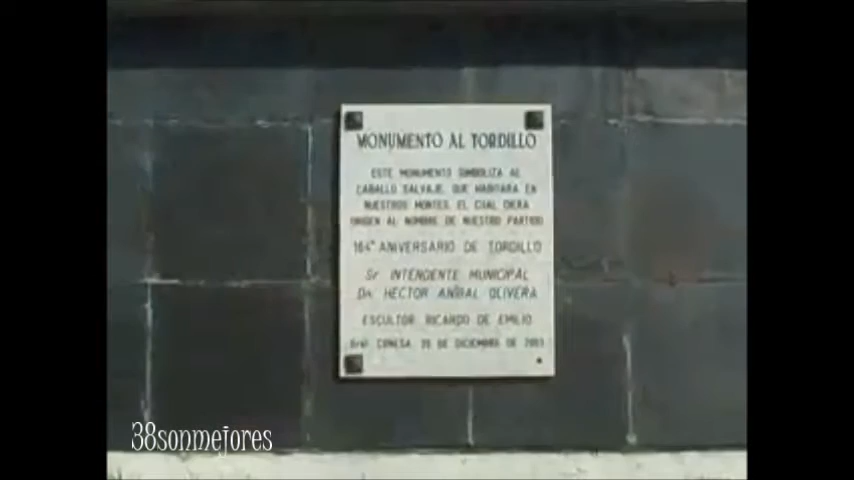 MONUMENTO AL TORDILLO
ESTE MONUMENTO SIMBOLIZA AL
CABALLO SALVAJE, QUE HABITARA EN
NUESTROS MONTES, EL CUAL DIERA
ORIGEN AL NOMBRE DE NUESTRO PARTIDO
164° ANIVERSARIO DE TORDILLO
Sr. INTENDENTE MUNICIPAL
Dn. HECTOR ANÍBAL OLIVERA
ESCULTOR RICARDO DE EMILIO
Gral. CONESA, DE DICIEMBRE DE 2003
38sonmejores